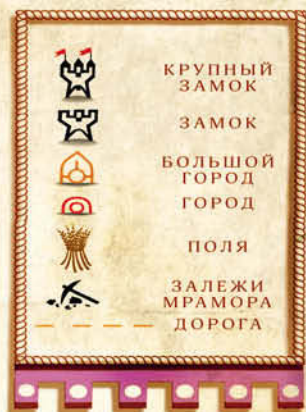 КРУПНЫЙ
ЗАМОК
ЗАМОК
БОЛЬШОЙ
ГОРОД
ГОРОД
ПОЛЯ
ЗАЛЕЖИ
МРАМОРА
ДОРОГА